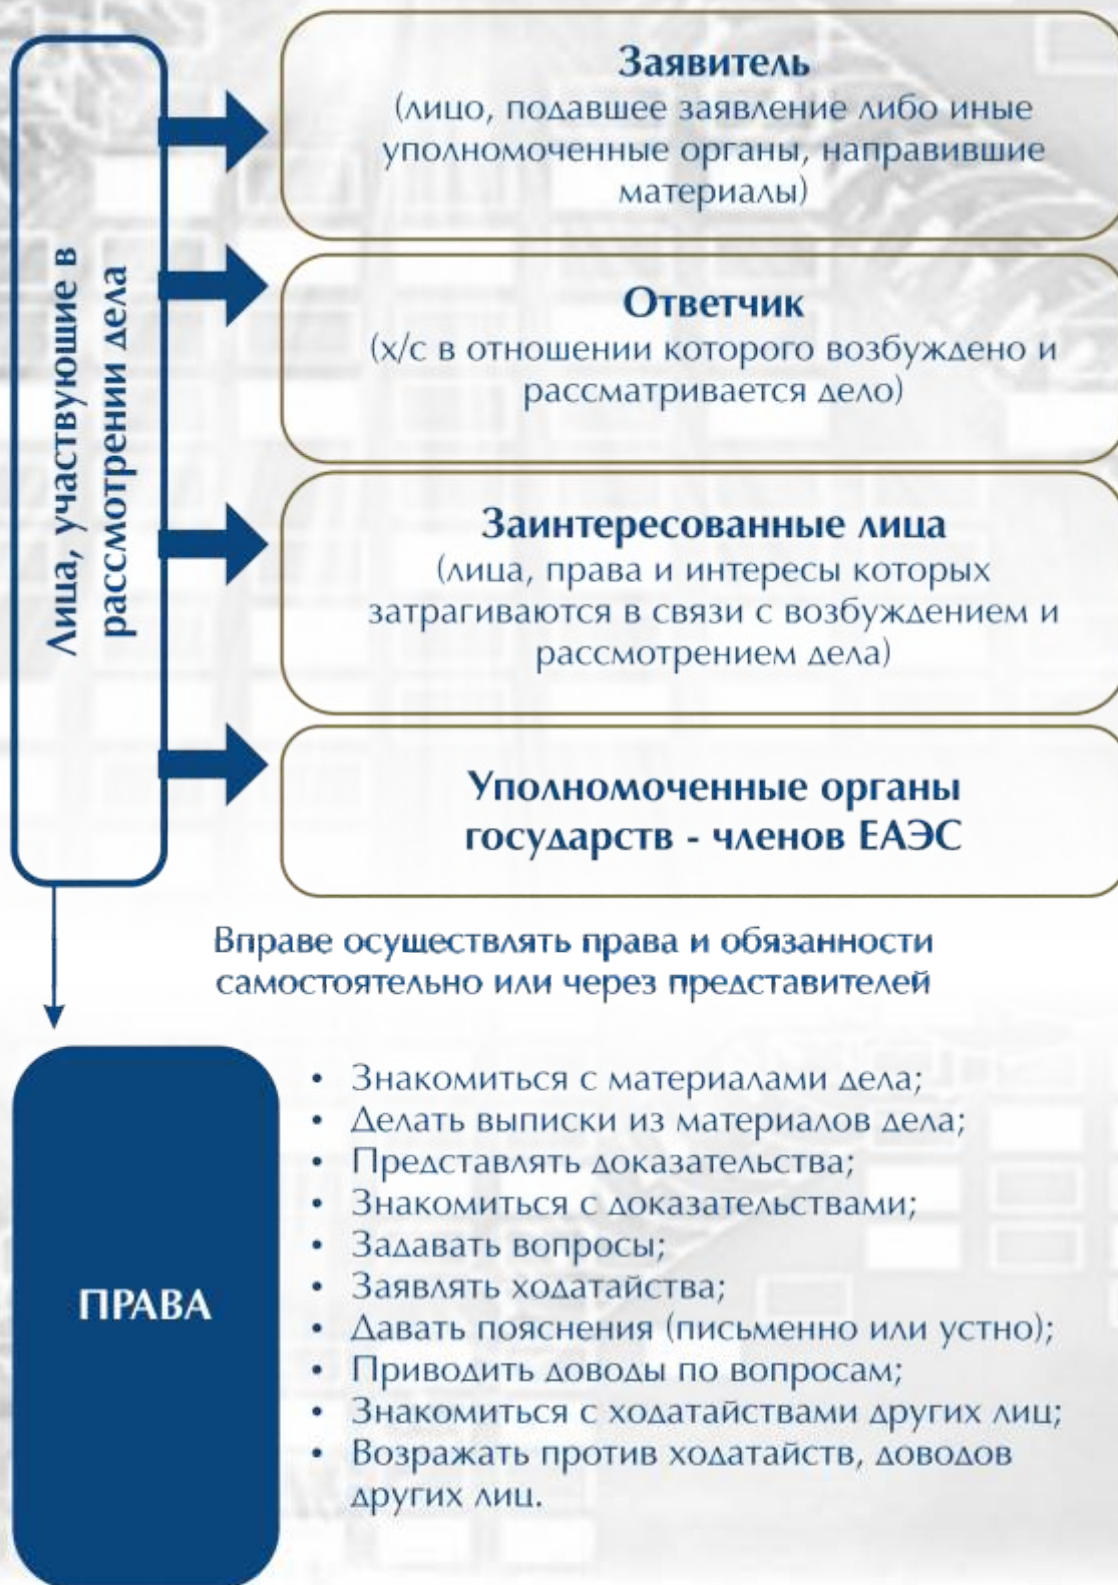 Лица, участвующие в
рассмотрении дела
Заявитель
(лицо, подавшее заявление либо иные
уполномоченные органы, направившие
материалы)
Ответчик
(х/с в отношении которого возбуждено и
рассматривается дело)
Заинтересованные лица
(лица, права и интересы которых
затрагиваются в связи с возбуждением и
рассмотрением дела)
Уполномоченные органы
государств - членов ЕАЭС
Вправе осуществлять права и обязанности
самостоятельно или через представителей
ПРАВА
• Знакомиться с материалами дела;
• Делать выписки из материалов дела;
• Представлять доказательства;
• Знакомиться с доказательствами;
• Задавать вопросы;
• Заявлять ходатайства;
• Давать пояснения (письменно или устно);
• Приводить доводы по вопросам;
• Знакомиться с ходатайствами других лиц;
• Возражать против ходатайств, доводов
других лиц.